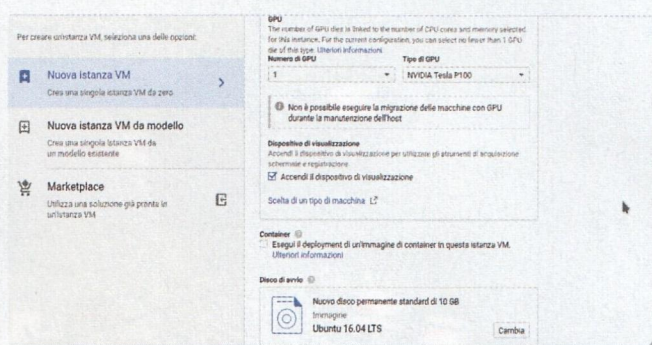 Per creare un'istanza VM, seleziona una delle opzioni:
Nuova istanza VM
Crea una singola istanza VM da zero
Nuova istanza VM da modello
Crea una singola istanza VM da
un modello esistente
Marketplace
Utilizza una soluzione già pronta in
un'istanza VM
GPU
The number of GPU dies is linked to the number of CPU cores and memory selected
for this instance. For the current configuration, you can select no fewer than 1 GPU
die of this type. Ulteriori informazioni
Numero di GPU
Tipo di GPU
1
NVIDIA Tesla P100
Non è possibile eseguire la migrazione delle macchine con GPU
durante la manutenzione dell'host
Dispositivo di visualizzazione
Accendi il dispositivo di visualizzazione per utilizzare gli strumenti di acquisizione
schermate e registrazione.
Accendi il dispositivo di visualizzazione
Scelta di un tipo di macchina
Container
Esegui il deployment di un'immagine di container in questa istanza VM.
Ulteriori informazioni
Disco di avvio
Nuovo disco permanente standard di 10 GB
Immagine
Ubuntu 16.04 LTS
Cambia